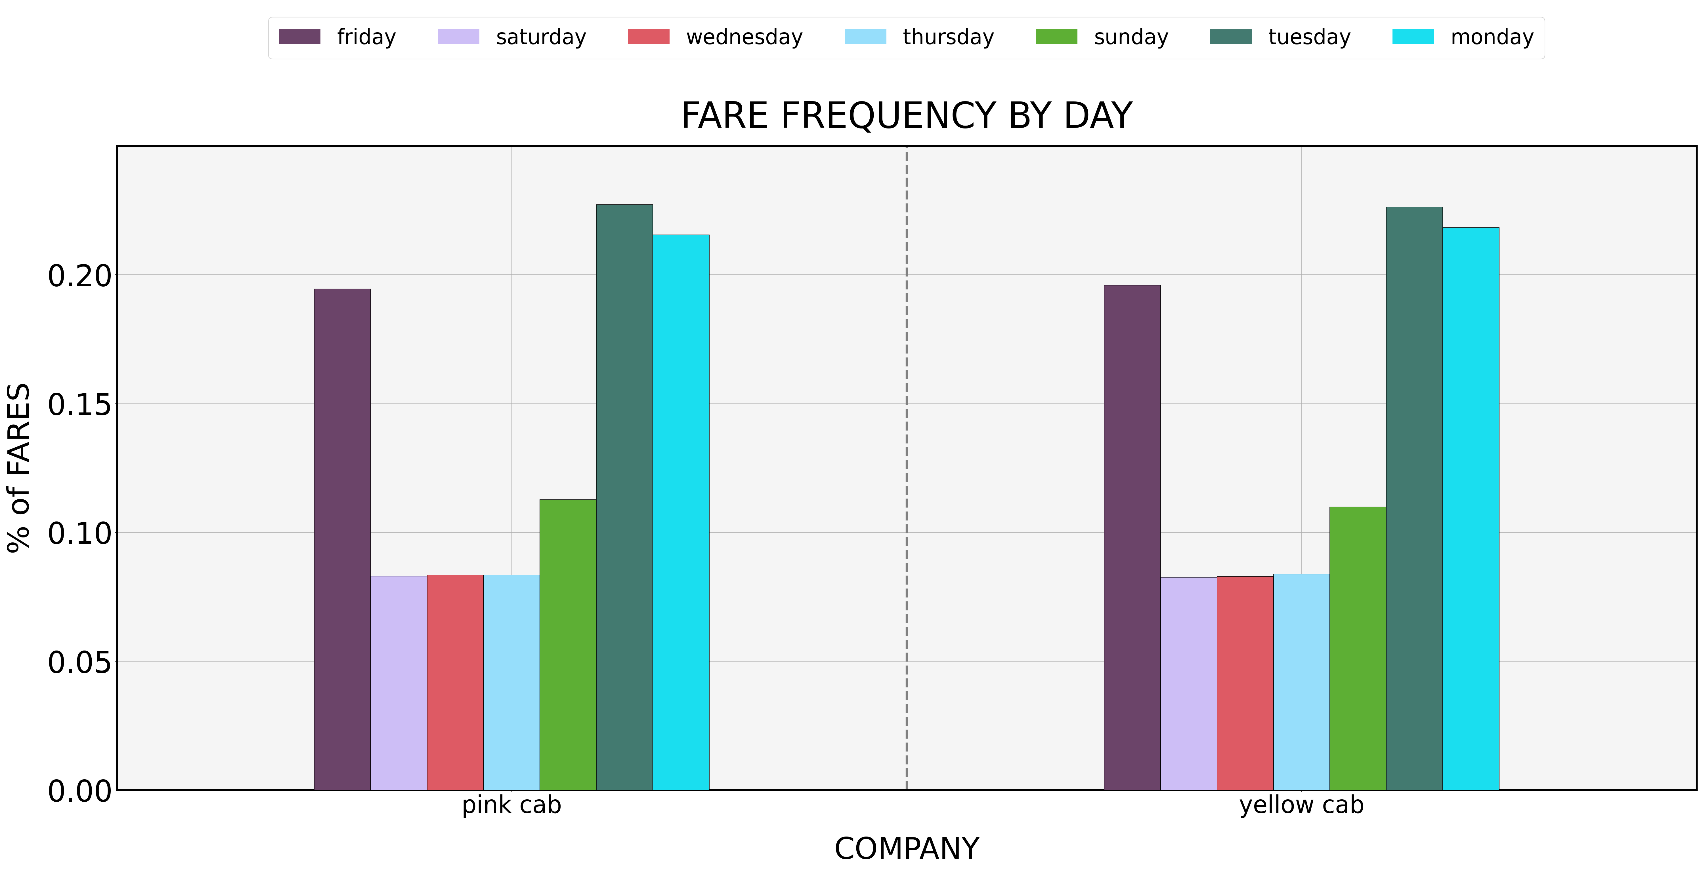 friday saturday wednesday thursday sunday tuesday monday
FARE FREQUENCY BY DAY
% of FARES
0.20
0.15
0.10
0.05
0.00
pink cab yellow cab
COMPANY